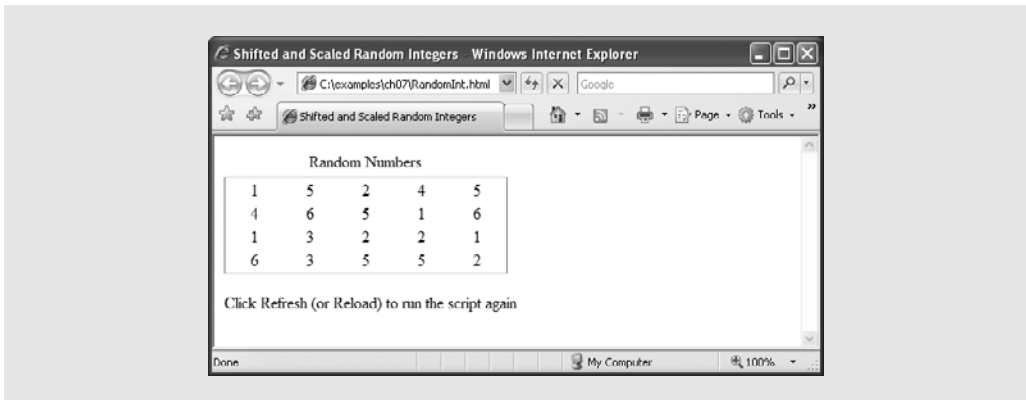 Shifted and Scaled Random Integers - Windows Internet Explorer
C:\examples\ch07\RandomInt.html Google
Shifted and Scaled Random Integers Page Tools »
Random Numbers
1 5 2 4 5
4 6 5 1 6
1 3 2 2 1
6 3 5 5 2
Click Refresh (or Reload) to run the script again
Done My Computer 100%